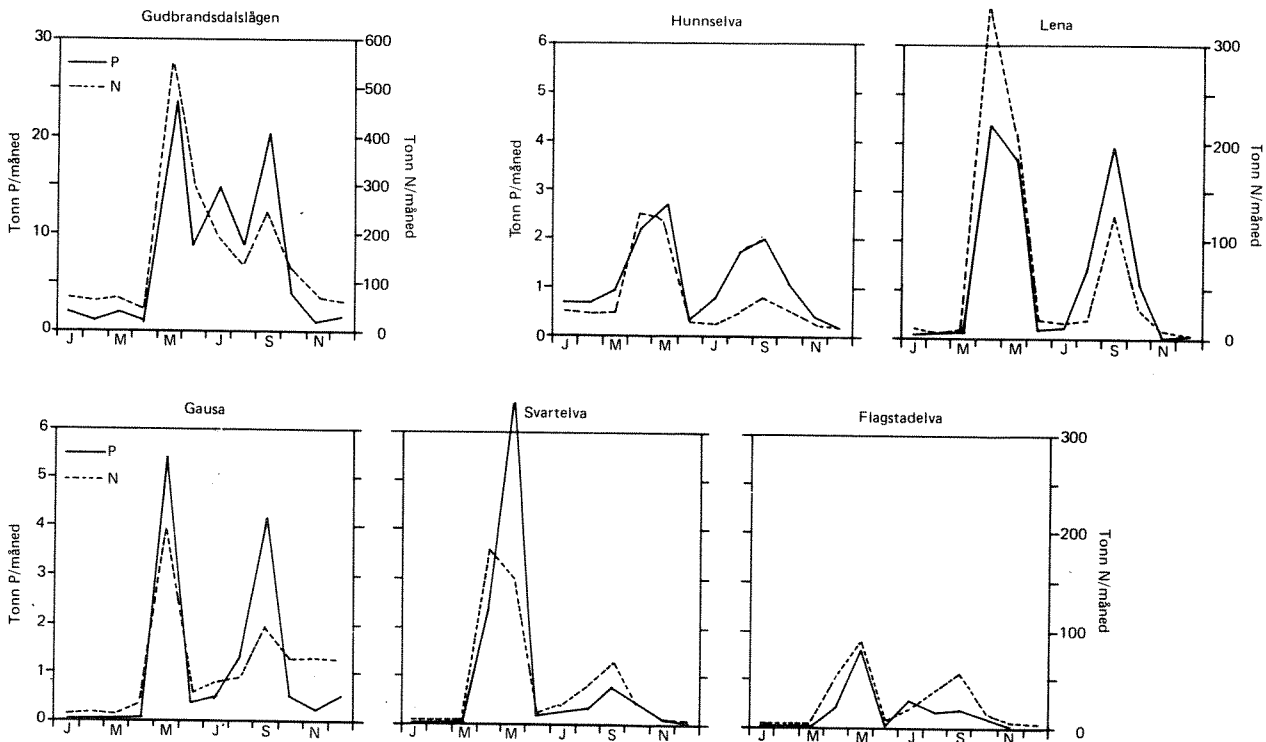 Gudbrandsdalslågen
Hunnselva
Lena
30
20
10
0
Tonn P/måned
P
N
600
500
400
300
200
100
0
Tonn N/måned
J M M J S N
6
5
4
3
2
1
0
Tonn P/måned
J M M J S N
300
200
100
0
Tonn N/måned
J M M J S N
Gausa
Svartelva
Flagstadelva
6
5
4
3
2
1
0
Tonn P/måned
P
N
J M M J S N
J M M J S N
300
200
100
0
Tonn N/måned
J M M J S N